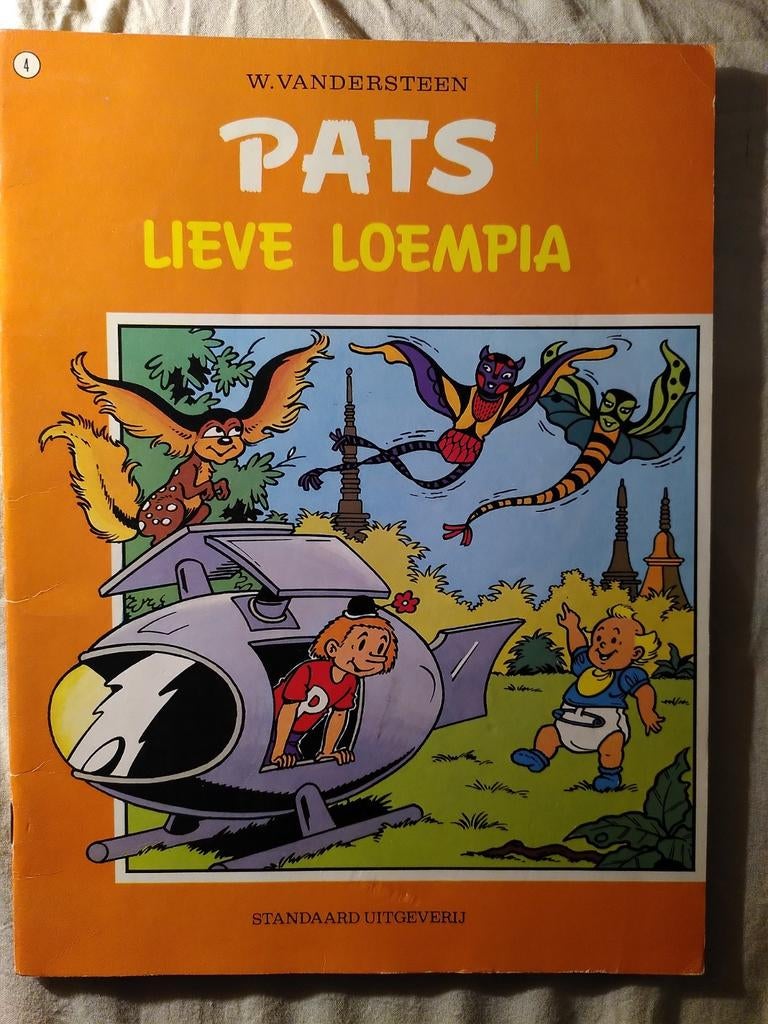 4
W.VANDERSTEEN
PATS
LIEVE LOEMPIA
P
STANDAARD UITGEVERIJ